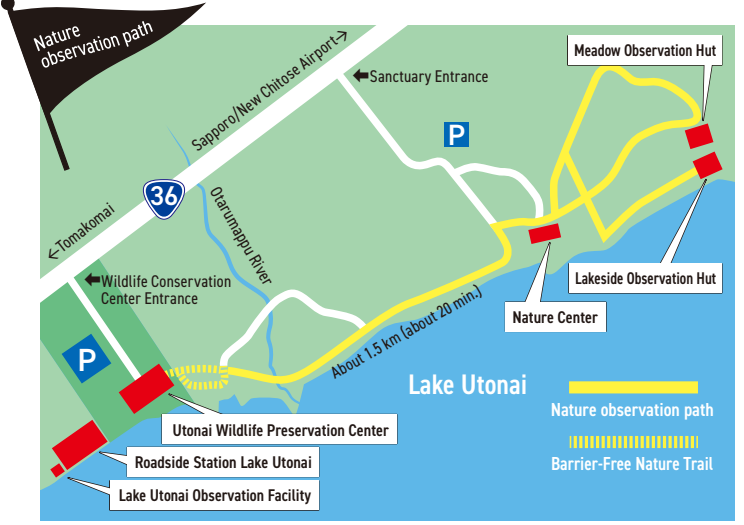 Nature
observation path
Sapporo/New Chitose Airport→
Meadow Observation Hut
←Sanctuary Entrance
P
36
Otarumappu River
←Tomakomai
←Wildlife Conservation
Center Entrance
Lakeside Observation Hut
Nature Center
About 1.5 km (about 20 min.)
P
Lake Utonai
Nature observation path
Utonai Wildlife Preservation Center
Roadside Station Lake Utonai
Barrier-Free Nature Trail
Lake Utonai Observation Facility